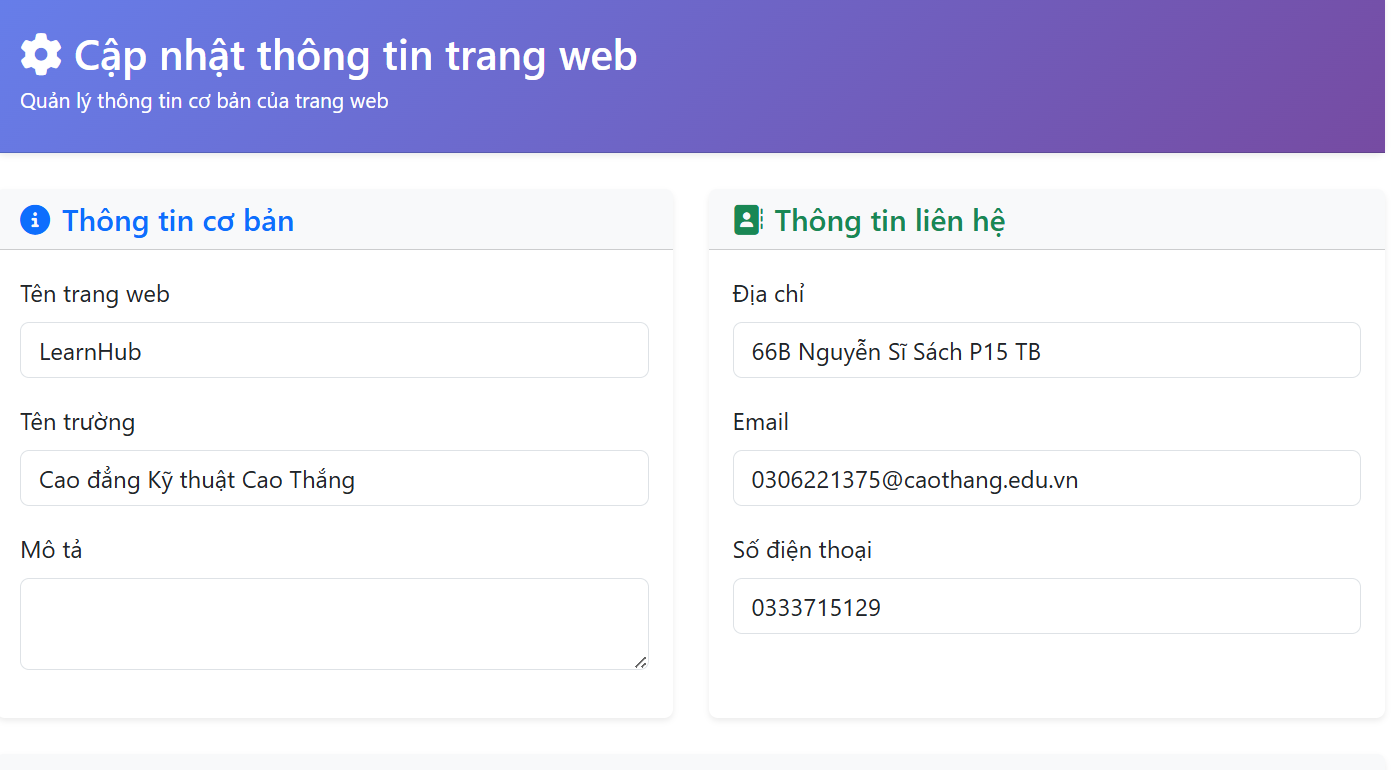 Cập nhật thông tin trang web
Quản lý thông tin cơ bản của trang web
Thông tin cơ bản
Tên trang web
LearnHub
Tên trường
Cao đẳng Kỹ thuật Cao Thắng
Mô tả
Thông tin liên hệ
Địa chỉ
66B Nguyễn Sĩ Sách P15 TB
Email
0306221375@caothang.edu.vn
Số điện thoại
0333715129